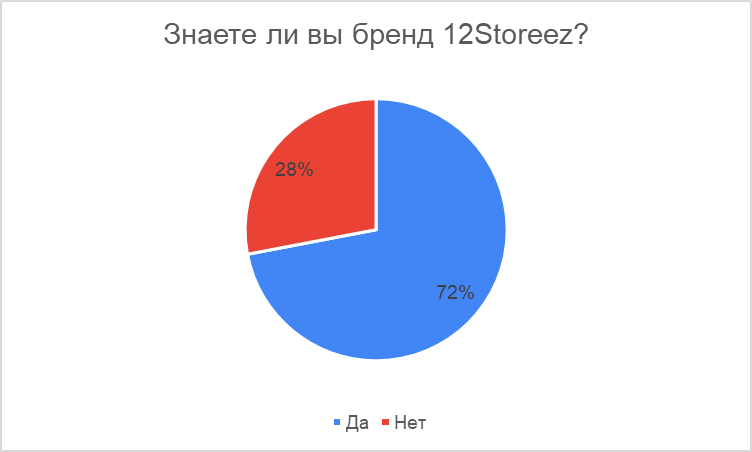 Знаете ли вы бренд 12Storeez?
28%
72%
Да Нет